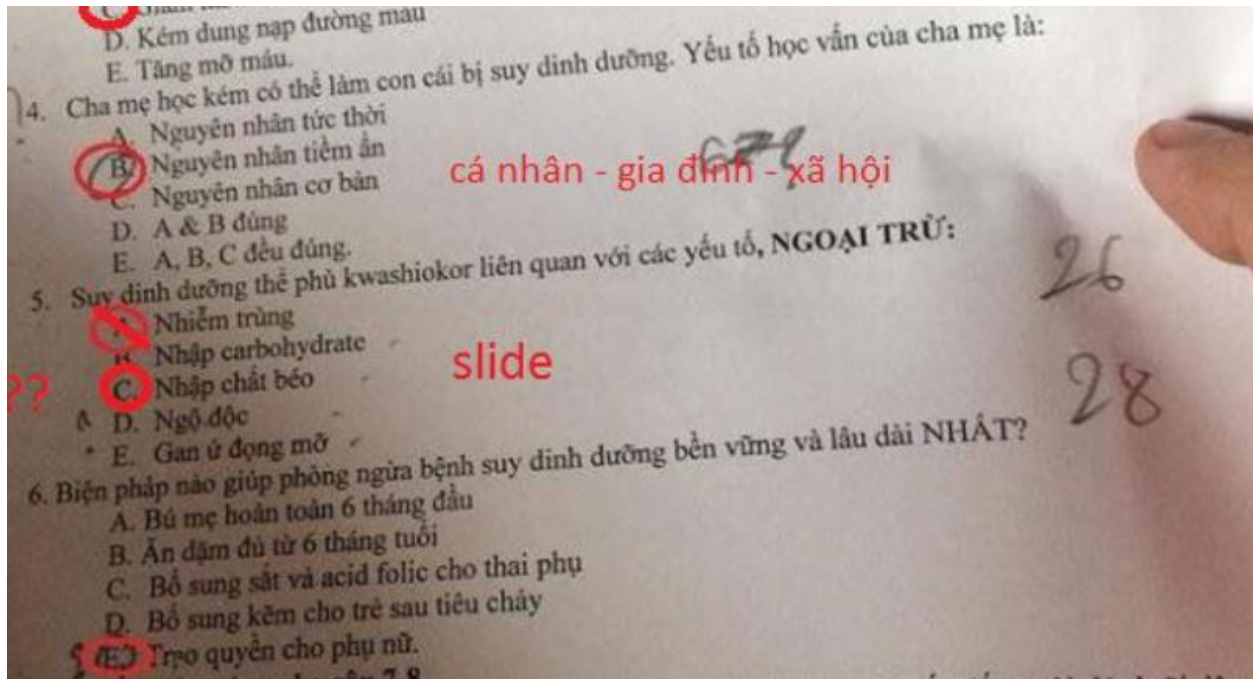 D. Kém dung nạp đường máu
E. Tăng mỡ máu.
4. Cha mẹ học kém có thể làm con cái bị suy dinh dưỡng. Yếu tố học vấn của cha mẹ là:
A. Nguyên nhân tức thời
B. Nguyên nhân tiềm ẩn
C. Nguyên nhân cơ bản
cá nhân - gia đình - xã hội
D. A & B đúng
E. A, B, C đều đúng.
5. Suy dinh dưỡng thể phù kwashiokor liên quan với các yếu tố, NGOẠI TRỪ:
26
A Nhiễm trùng
B. Nhập carbohydrate
slide
?? C. Nhập chất béo
28
D. Ngộ độc
E. Gan ứ đọng mỡ
6. Biện pháp nào giúp phòng ngừa bệnh suy dinh dưỡng bền vững và lâu dài NHẤT?
A. Bú mẹ hoàn toàn 6 tháng đầu
B. Ăn dặm đủ từ 6 tháng tuổi
C. Bổ sung sắt và acid folic cho thai phụ
D. Bổ sung kẽm cho trẻ sau tiêu chảy
E. Trao quyền cho phụ nữ.